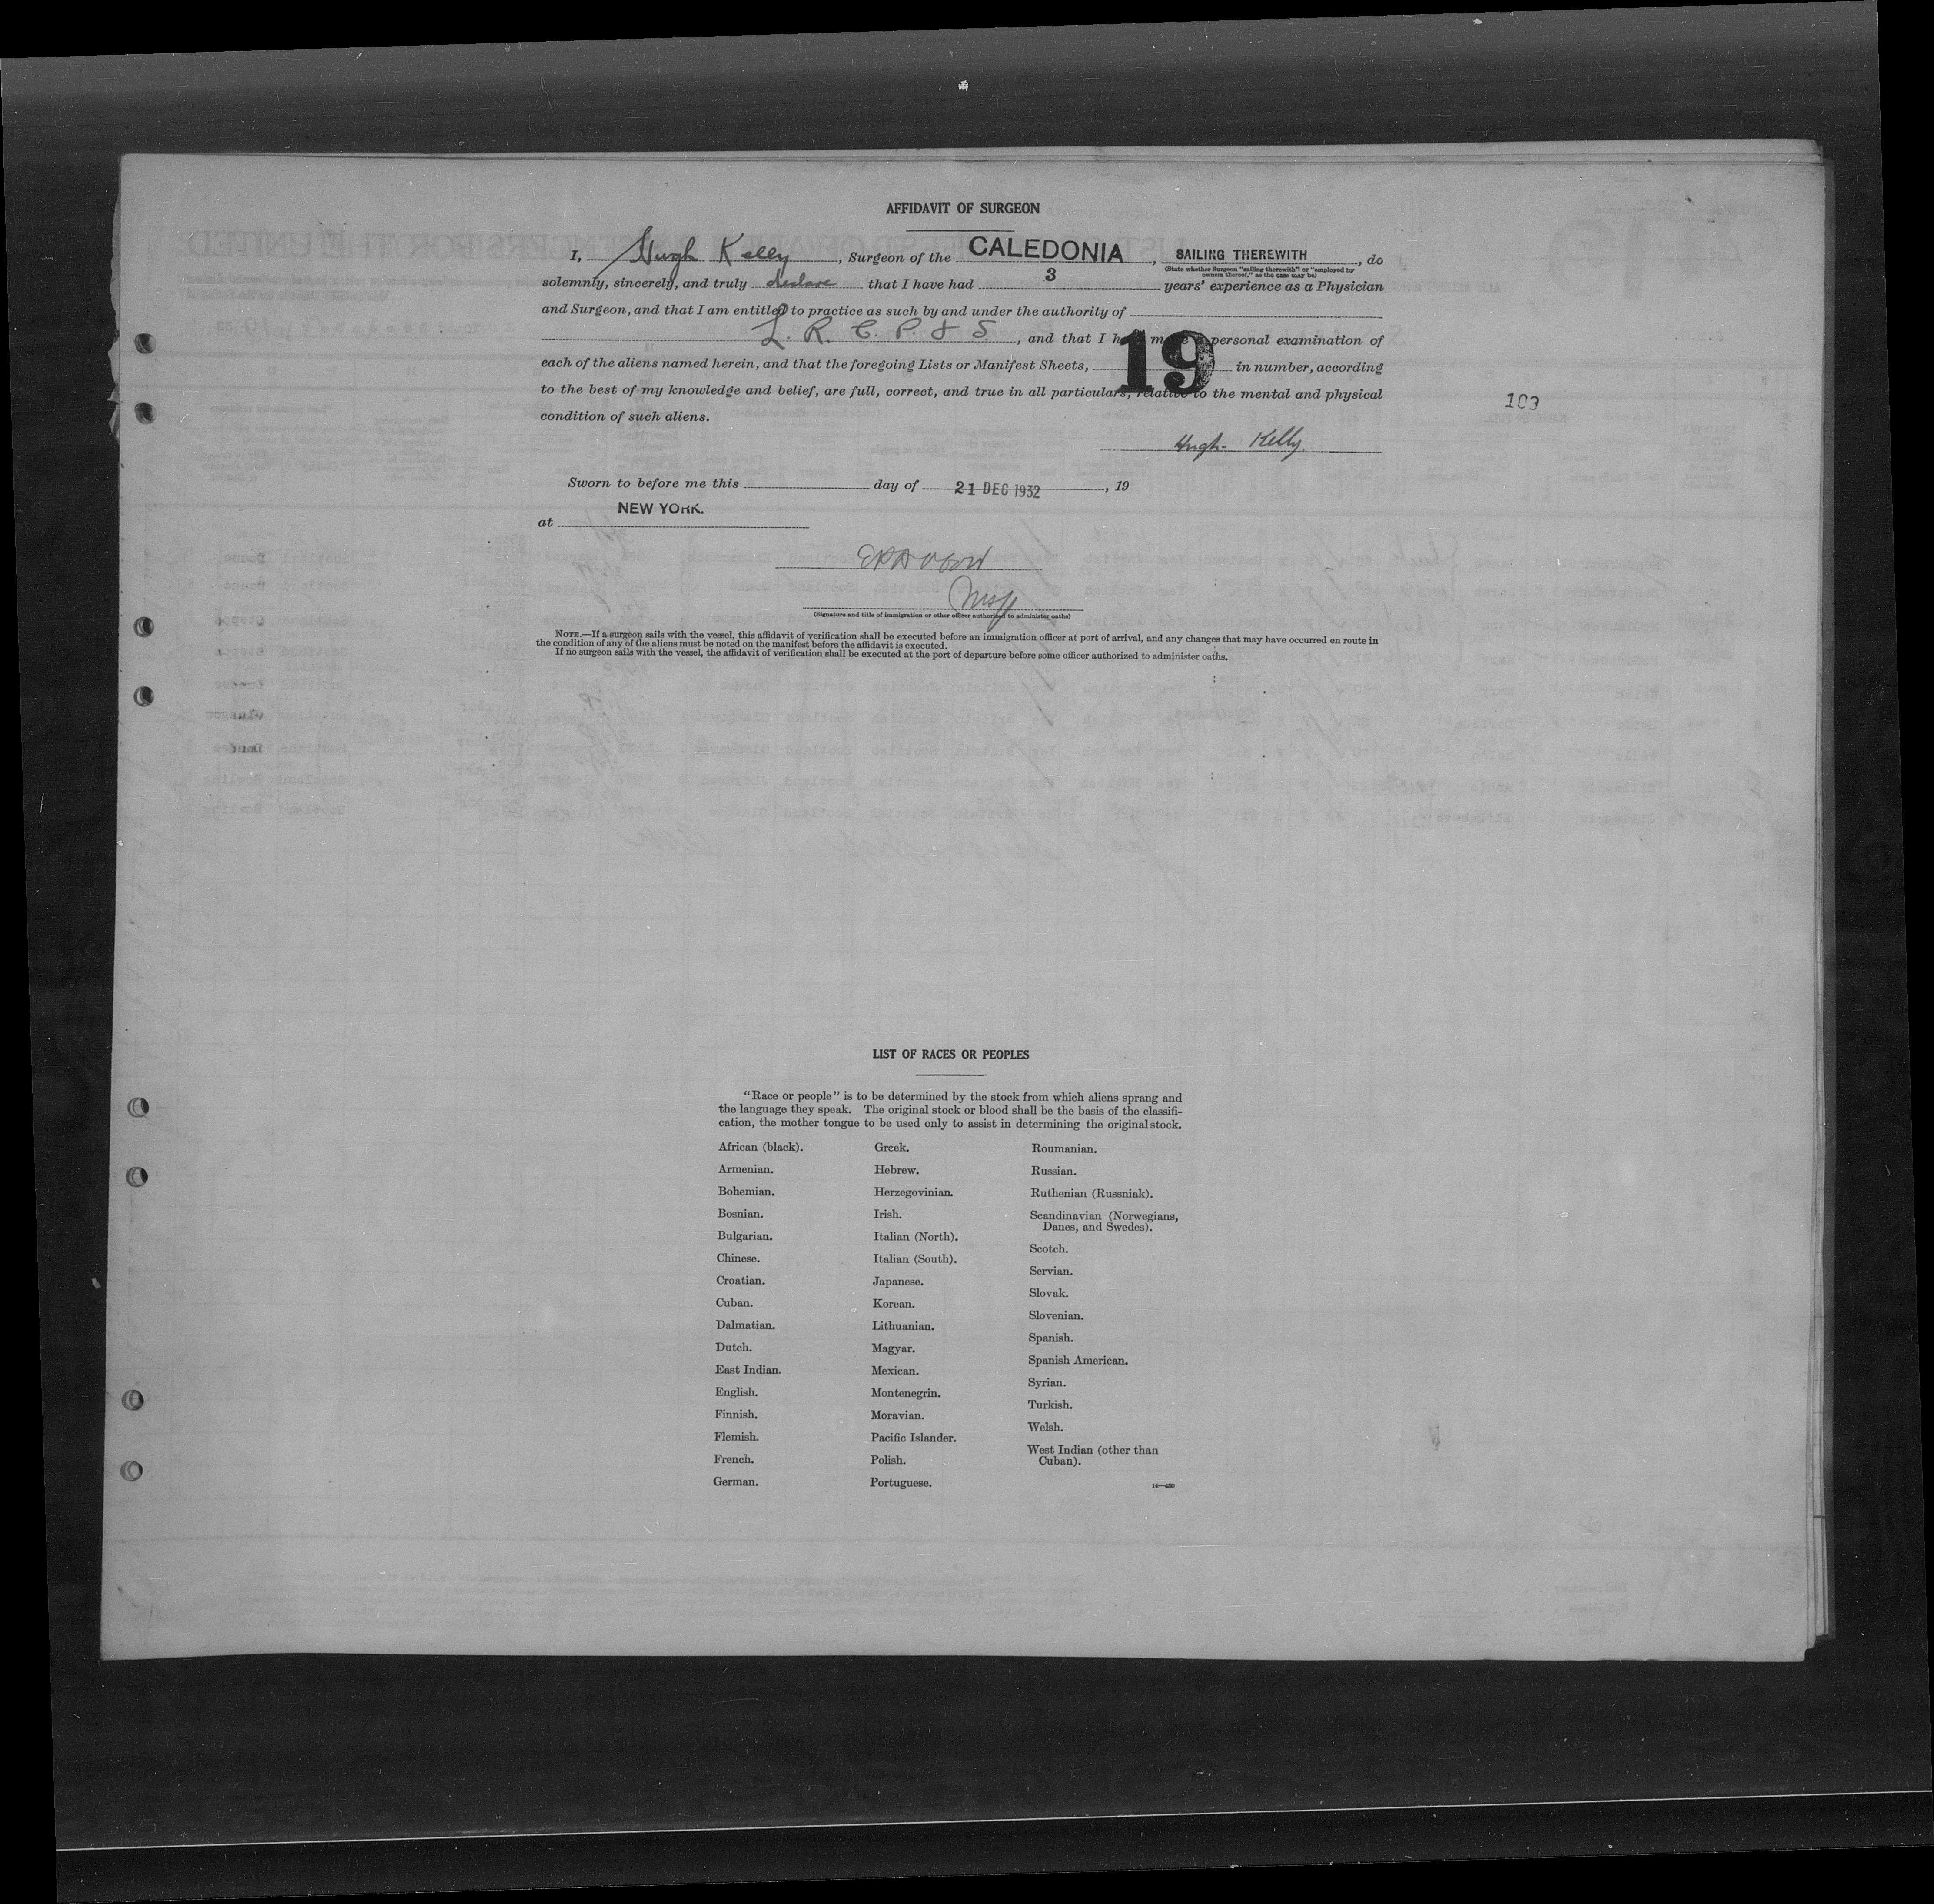 AFFIDAVIT OF SURGEON
I, Hugh Kelly, Surgeon of the CALEDONIA, SAILING THEREWITH, do
(State whether Surgeon "sailing therewith" or "employed by
owners thereof," as the case may be)
solemnly, sincerely, and truly declare that I have had 3 years' experience as a Physician
and Surgeon, and that I am entitled to practice as such by and under the authority of
L. R. C. P. & S, and that I personal examination of
each of the aliens named herein, and that the foregoing Lists or Manifest Sheets, 19 in number, according
to the best of my knowledge and belief, are full, correct, and true in all particulars, relative to the mental and physical
condition of such aliens.
103
Hugh Kelly.
Sworn to before me this day of 21 DEC 1932, 19
at NEW YORK.
(Signature and title of immigration or other officer authorized to administer oaths)
NOTE.—If a surgeon sails with the vessel, this affidavit of verification shall be executed before an immigration officer at port of arrival, and any changes that may have occurred en route in
the condition of any of the aliens must be noted on the manifest before the affidavit is executed.
If no surgeon sails with the vessel, the affidavit of verification shall be executed at the port of departure before some officer authorized to administer oaths.
LIST OF RACES OR PEOPLES
"Race or people" is to be determined by the stock from which aliens sprang and
the language they speak. The original stock or blood shall be the basis of the classifi-
cation, the mother tongue to be used only to assist in determining the original stock.
African (black).
Armenian.
Bohemian.
Bosnian.
Bulgarian.
Chinese.
Croatian.
Cuban.
Dalmatian.
Dutch.
East Indian.
English.
Finnish.
Flemish.
French.
German.
Greek.
Hebrew.
Herzegovinian.
Irish.
Italian (North).
Italian (South).
Japanese.
Korean.
Lithuanian.
Magyar.
Mexican.
Montenegrin.
Moravian.
Pacific Islander.
Polish.
Portuguese.
Roumanian.
Russian.
Ruthenian (Russniak).
Scandinavian (Norwegians,
Danes, and Swedes).
Scotch.
Servian.
Slovak.
Slovenian.
Spanish.
Spanish American.
Syrian.
Turkish.
Welsh.
West Indian (other than
Cuban).